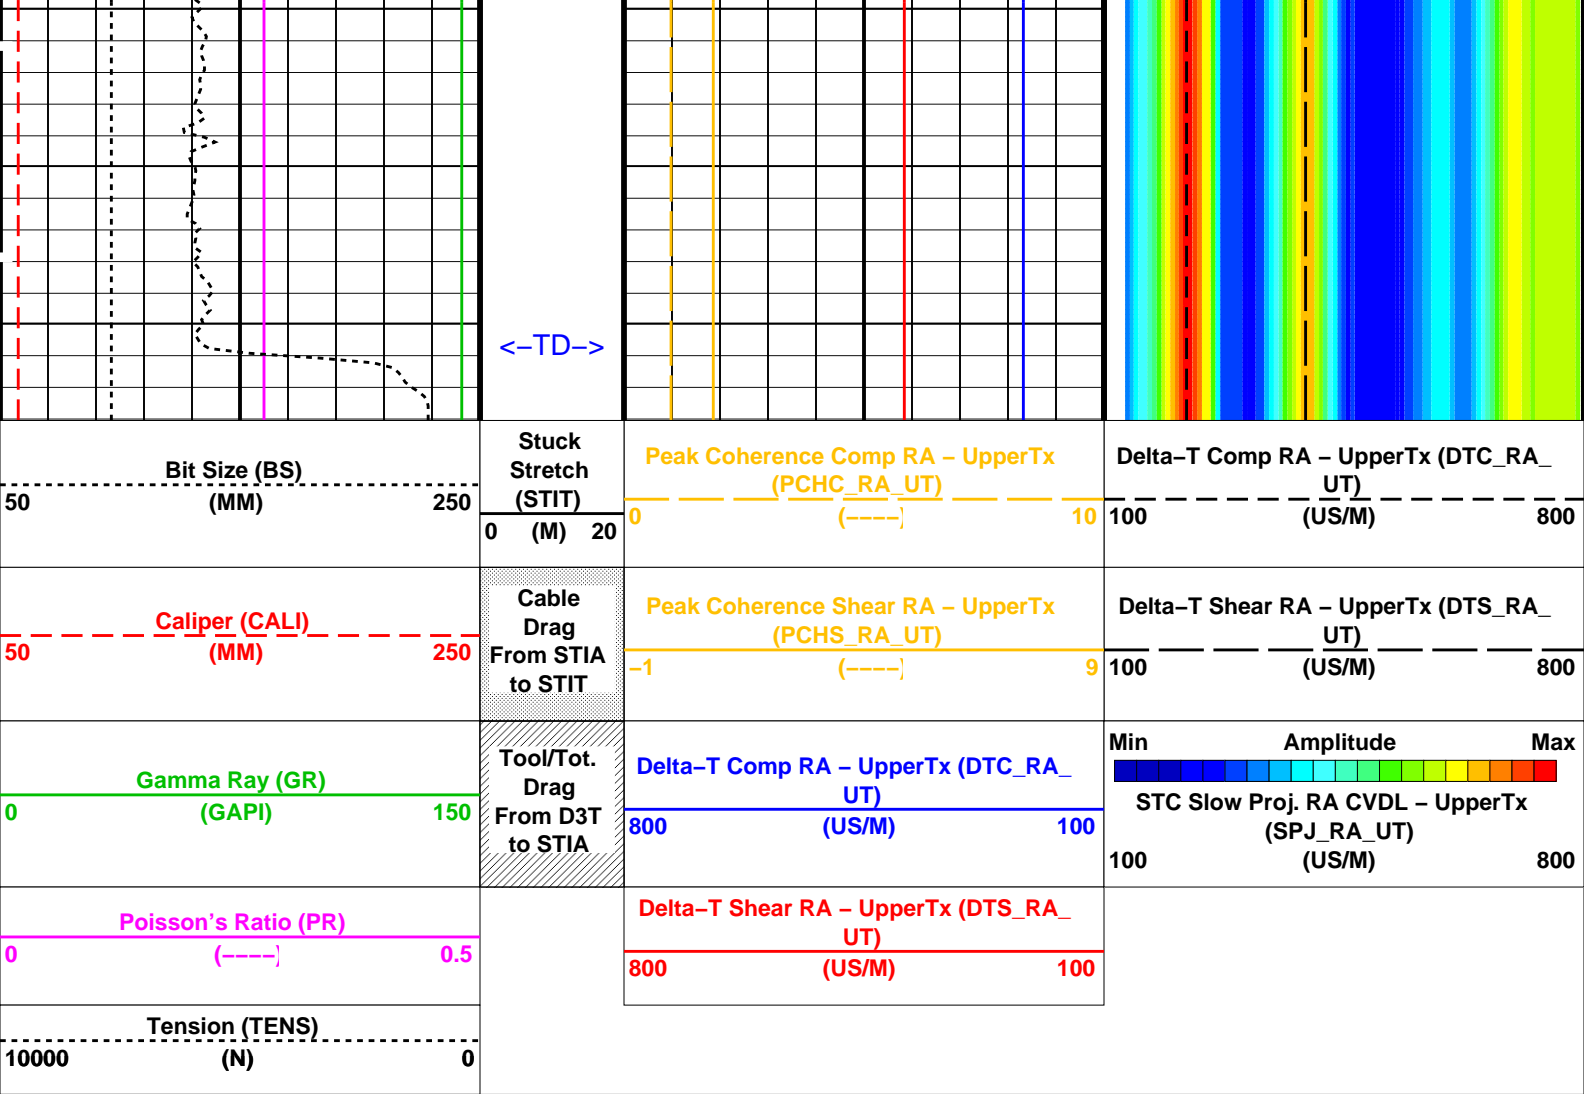 <–TD–>
Bit Size (BS)
50 (MM) 250
Caliper (CALI)
50 (MM) 250
Gamma Ray (GR)
0 (GAPI) 150
Poisson's Ratio (PR)
0 (––––) 0.5
Tension (TENS)
10000 (N) 0
Stuck
Stretch
(STIT)
0 (M) 20
Cable
Drag
From STIA
to STIT
Tool/Tot.
Drag
From D3T
to STIA
Peak Coherence Comp RA – UpperTx
(PCHC_RA_UT)
0 (––––) 10
Peak Coherence Shear RA – UpperTx
(PCHS_RA_UT)
–1 (––––) 9
Delta–T Comp RA – UpperTx (DTC_RA_
UT)
800 (US/M) 100
Delta–T Shear RA – UpperTx (DTS_RA_
UT)
800 (US/M) 100
Delta–T Comp RA – UpperTx (DTC_RA_
UT)
100 (US/M) 800
Delta–T Shear RA – UpperTx (DTS_RA_
UT)
100 (US/M) 800
Min Amplitude Max
STC Slow Proj. RA CVDL – UpperTx
(SPJ_RA_UT)
100 (US/M) 800